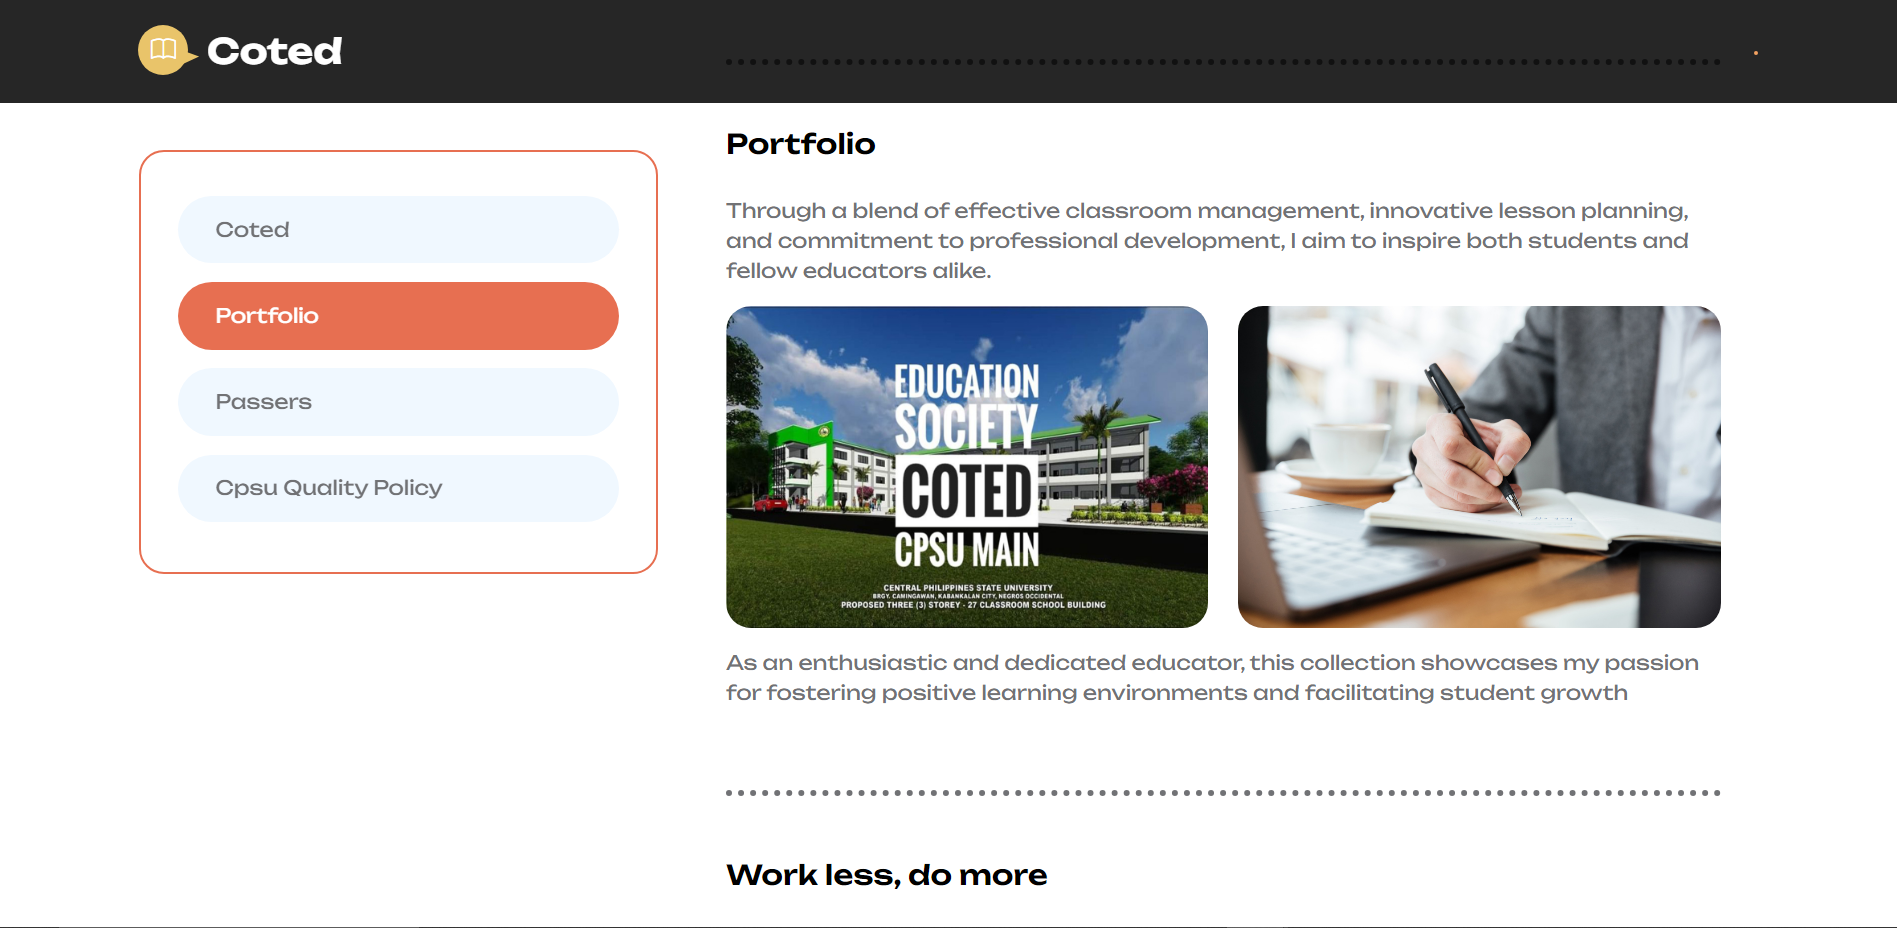 Coted
Coted
Portfolio
Passers
Cpsu Quality Policy
Portfolio
Through a blend of effective classroom management, innovative lesson planning,
and commitment to professional development, I aim to inspire both students and
fellow educators alike.
EDUCATION
SOCIETY
COTED
CPSU MAIN
CENTRAL PHILIPPINES STATE UNIVERSITY
BRGY. CAMINGAWAN, KABANKALAN CITY, NEGROS OCCIDENTAL
PROPOSED THREE (3) STOREY - 27 CLASSROOM SCHOOL BUILDING
As an enthusiastic and dedicated educator, this collection showcases my passion
for fostering positive learning environments and facilitating student growth
Work less, do more